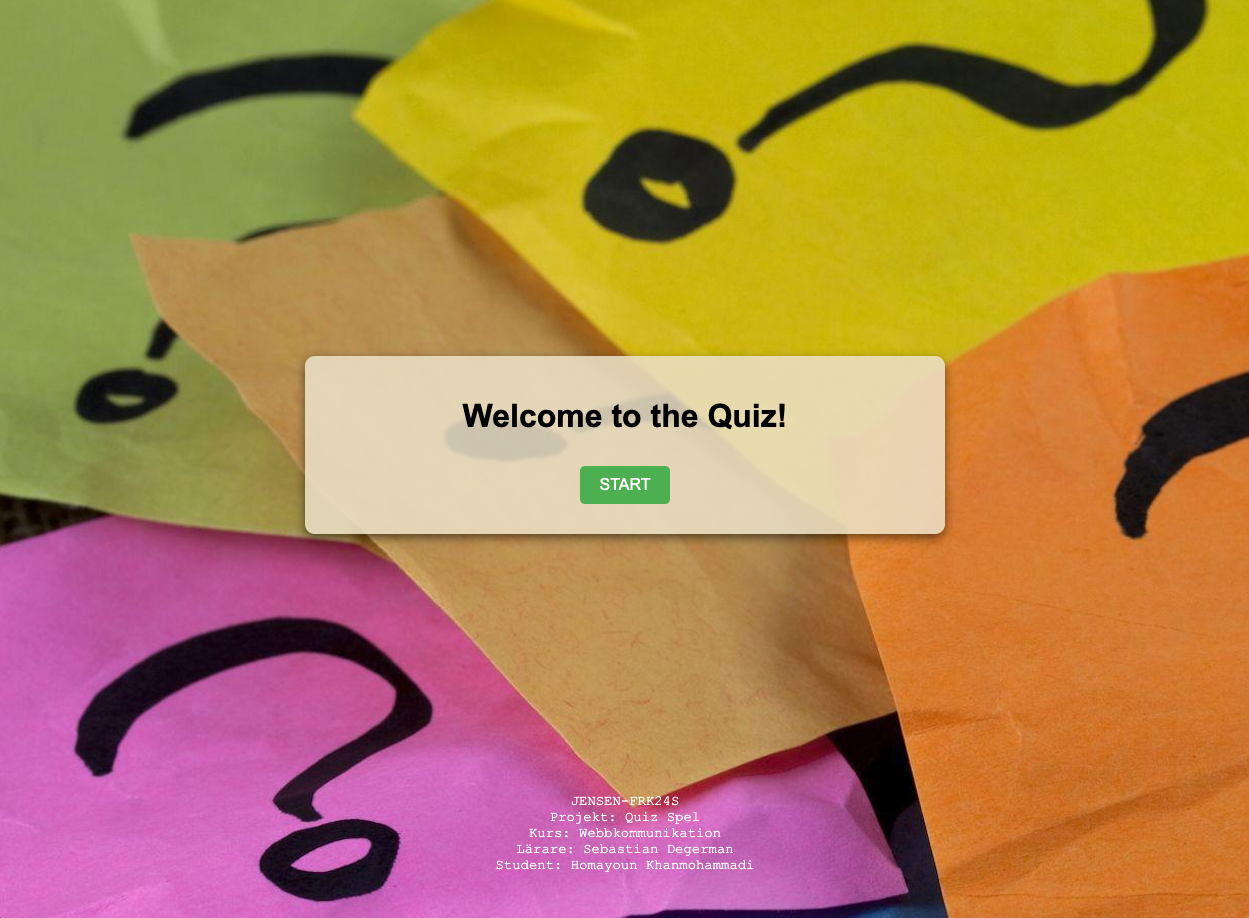 Welcome to the Quiz!
START
JENSEN-FRK24S
Projekt: Quiz Spel
Kurs: Webbkommunikation
Lärare: Sebastian Degerman
Student: Homayoun Khanmohammadi